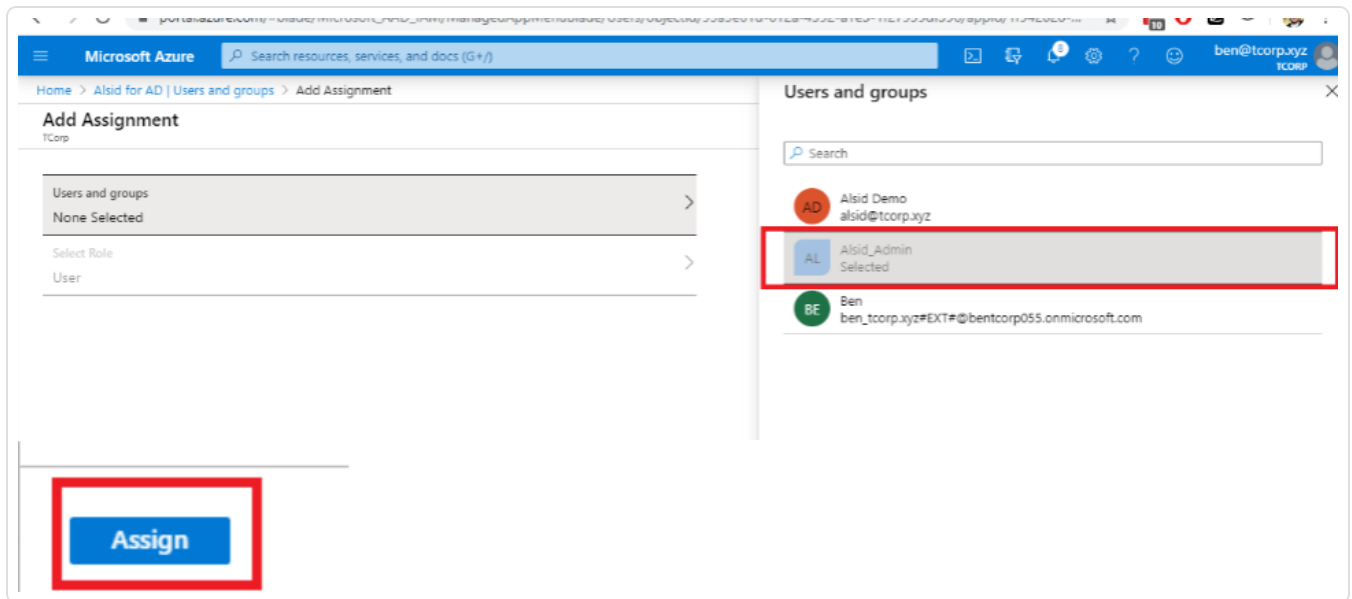 Microsoft Azure
Search resources, services, and docs (G+/)
ben@tcorp.xyz
TCORP
10
Home > Alsid for AD | Users and groups > Add Assignment
Add Assignment
TCorp
Users and groups
None Selected
Select Role
User
Users and groups
Search
AD
Alsid Demo
alsid@tcorp.xyz
AL
Alsid_Admin
Selected
BE
Ben
ben_tcorp.xyz#EXT#@bentcorp055.onmicrosoft.com
Assign